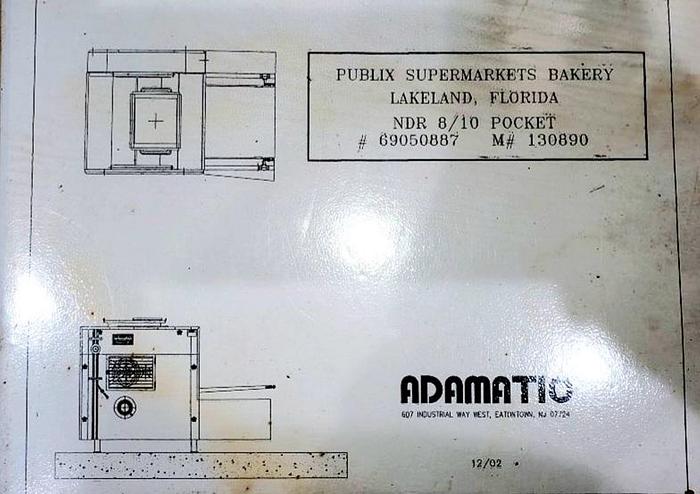 PUBLIX SUPERMARKETS BAKERY
LAKELAND, FLORIDA
NDR 8/10 POCKET
# 69050887 M# 130890
ADAMATIC
607 INDUSTRIAL WAY WEST, EATONTOWN, NJ 07724
12/02